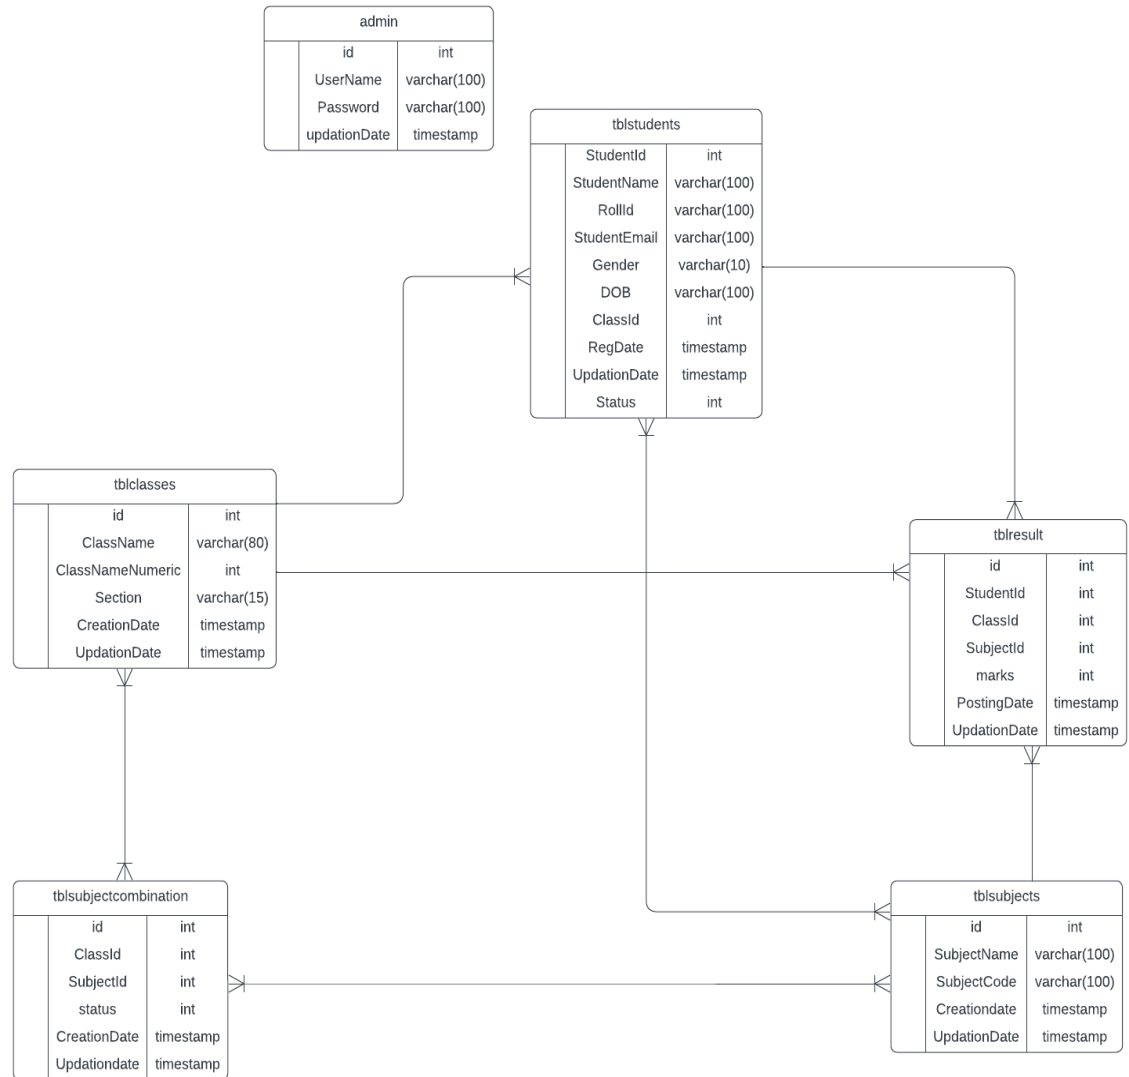 admin
id int
UserName varchar(100)
Password varchar(100)
updationDate timestamp
tblstudents
StudentId int
StudentName varchar(100)
RollId varchar(100)
StudentEmail varchar(100)
Gender varchar(10)
DOB varchar(100)
ClassId int
RegDate timestamp
UpdationDate timestamp
Status int
tblclasses
id int
ClassName varchar(80)
ClassNameNumeric int
Section varchar(15)
CreationDate timestamp
UpdationDate timestamp
tblresult
id int
StudentId int
ClassId int
SubjectId int
marks int
PostingDate timestamp
UpdationDate timestamp
tblsubjectcombination
id int
ClassId int
SubjectId int
status int
CreationDate timestamp
Updationdate timestamp
tblsubjects
id int
SubjectName varchar(100)
SubjectCode varchar(100)
Creationdate timestamp
UpdationDate timestamp